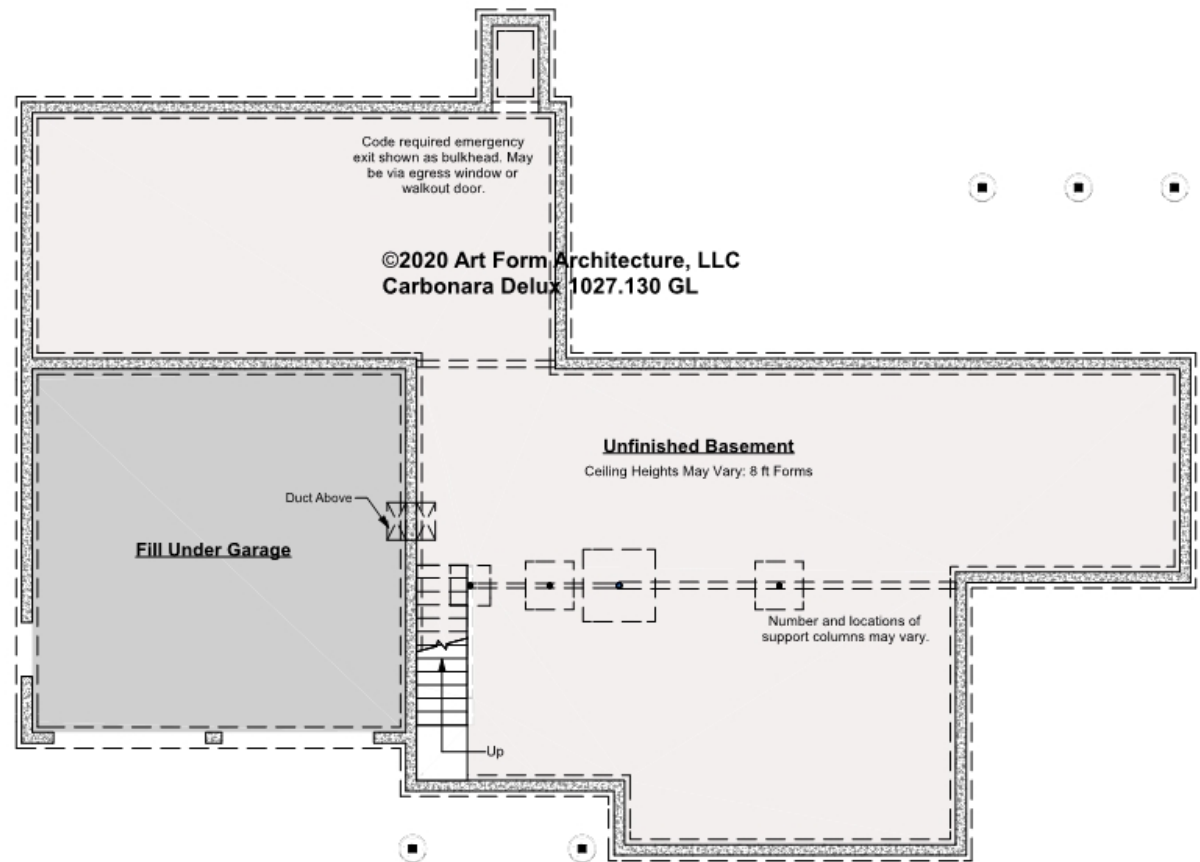 Code required emergency
exit shown as bulkhead. May
be via egress window or
walkout door.
©2020 Art Form Architecture, LLC
Carbonara Delux 1027.130 GL
Unfinished Basement
Ceiling Heights May Vary: 8 ft Forms
Duct Above
Fill Under Garage
Number and locations of
support columns may vary.
Up